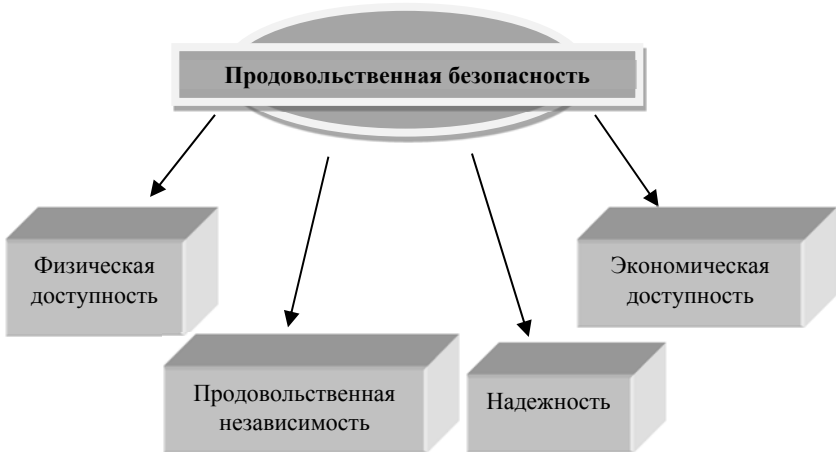 Продовольственная безопасность
Физическая
доступность
Экономическая
доступность
Продовольственная
независимость
Надежность